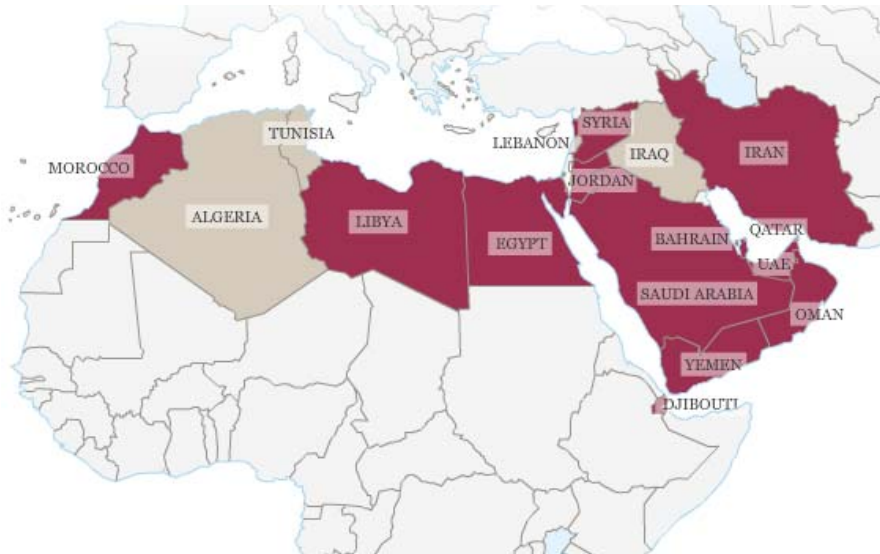 TUNISIA
SYRIA
LEBANON
IRAQ
IRAN
MOROCCO
JORDAN
ALGERIA
LIBYA
EGYPT
BAHRAIN
QATAR
UAE
SAUDI ARABIA
OMAN
YEMEN
DJIBOUTI